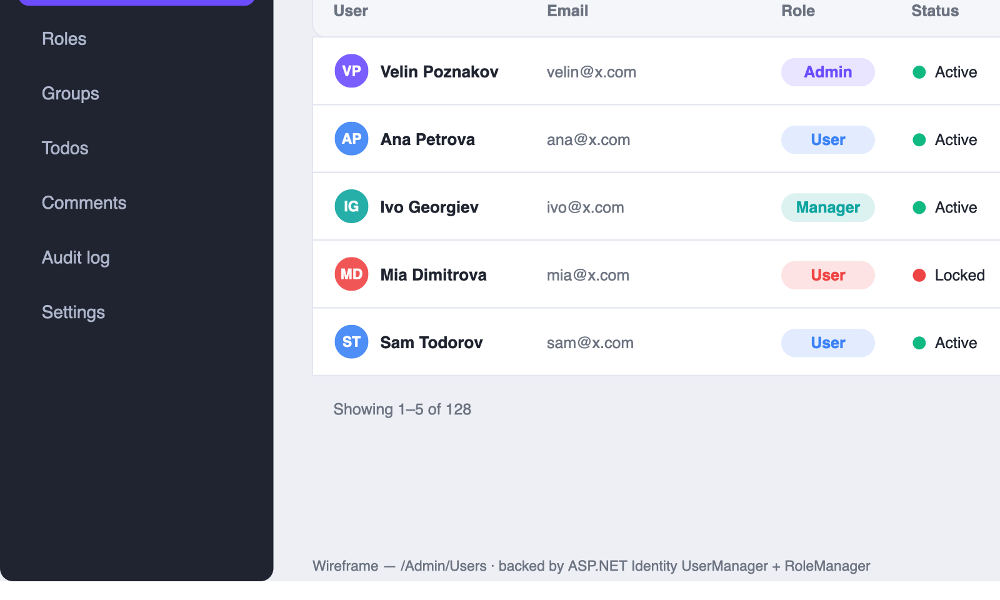 Roles
Groups
Todos
Comments
Audit log
Settings
User Email Role Status
VP Velin Poznakov velin@x.com Admin Active
AP Ana Petrova ana@x.com User Active
IG Ivo Georgiev ivo@x.com Manager Active
MD Mia Dimitrova mia@x.com User Locked
ST Sam Todorov sam@x.com User Active
Showing 1–5 of 128
Wireframe — /Admin/Users · backed by ASP.NET Identity UserManager + RoleManager